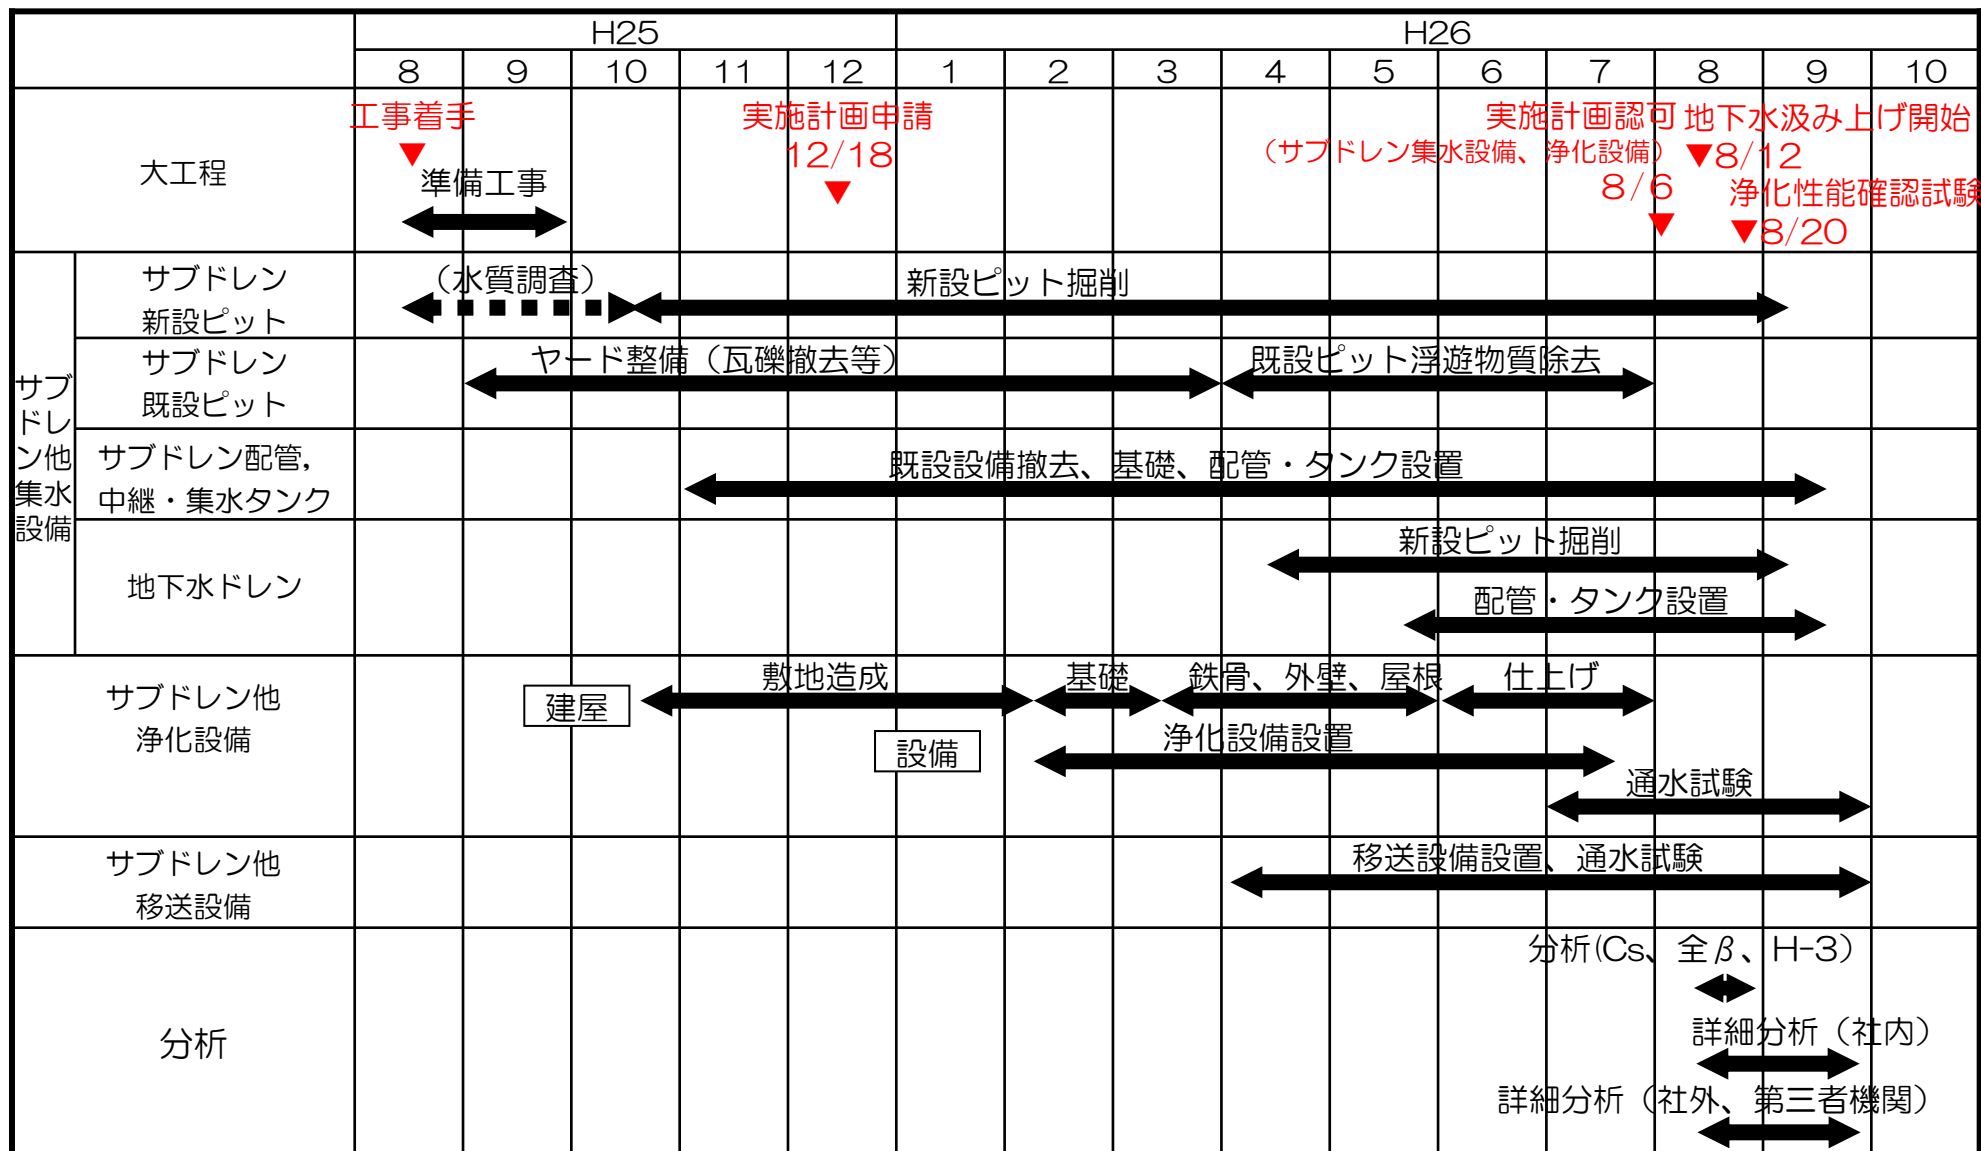 H25
H26
8 9 10 11 12 1 2 3 4 5 6 7 8 9 10
大工程
工事着手
準備工事
実施計画申請
12/18
実施計画認可
（サブドレン集水設備、浄化設備）
8/6
地下水汲み上げ開始
▼8/12
浄化性能確認試験
▼8/20
サブ
ドレ
ン他
集水
設備
サブドレン
新設ピット
（水質調査）
新設ピット掘削
サブドレン
既設ピット
ヤード整備（瓦礫撤去等）
既設ピット浮遊物質除去
サブドレン配管，
中継・集水タンク
既設設備撤去、基礎、配管・タンク設置
地下水ドレン
新設ピット掘削
配管・タンク設置
サブドレン他
浄化設備
建屋
敷地造成
基礎
鉄骨、外壁、屋根
仕上げ
設備
浄化設備設置
通水試験
サブドレン他
移送設備
移送設備設置、通水試験
分析
分析(Cs、全β、H-3）
詳細分析（社内）
詳細分析（社外、第三者機関）